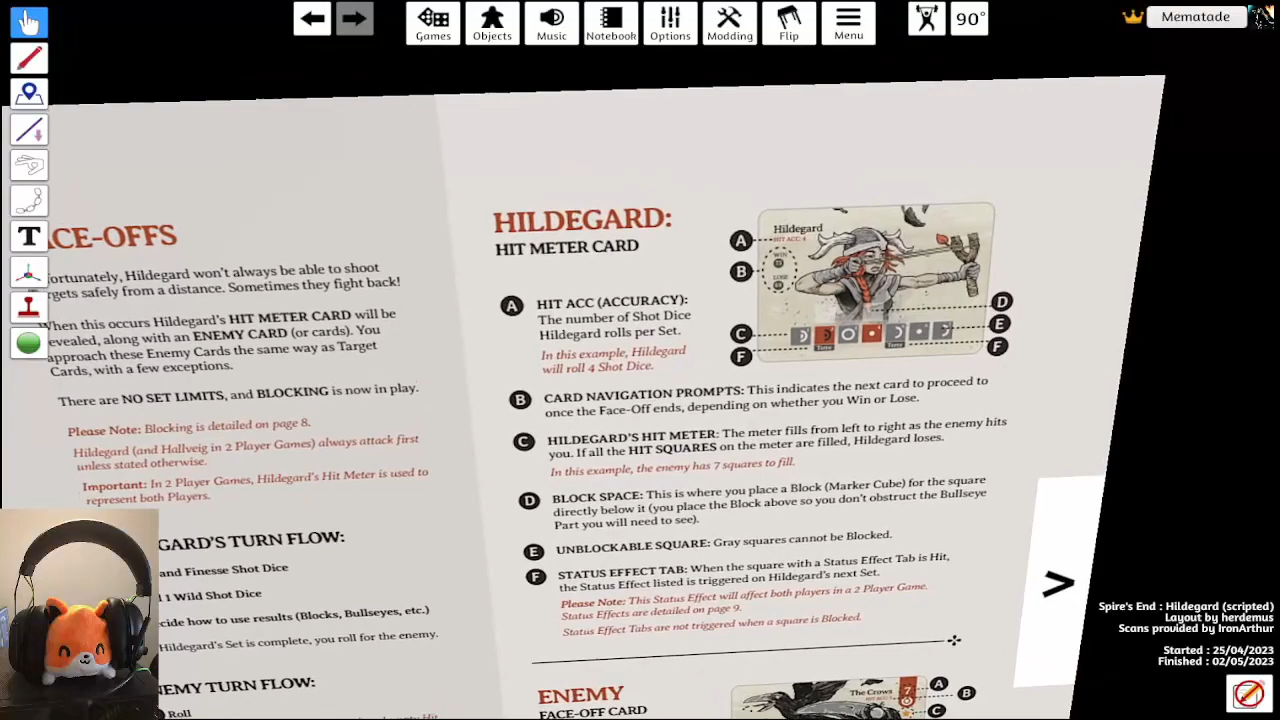 Games
Objects
Music
Notebook
Options
Modding
Flip
Menu
90°
Mematade
T
ACE-OFFS
fortunately, Hildegard won't always be able to shoot
rgets safely from a distance. Sometimes they fight back!
When this occurs Hildegard's HIT METER CARD will be
evealed, along with an ENEMY CARD (or cards). You
approach these Enemy Cards the same way as Target
Cards, with a few exceptions.
There are NO SET LIMITS, and BLOCKING is now in play.
Please Note: Blocking is detailed on page 8.
Hildegard (and Hallveig in 2 Player Games) always attack first
unless stated otherwise.
Important: In 2 Player Games, Hildegard's Hit Meter is used to
represent both Players.
GARD'S TURN FLOW:
and Finesse Shot Dice
1 Wild Shot Dice
cide how to use results (Blocks, Bullseyes, etc.)
Hildegard's Set is complete, you roll for the enemy.
NEMY TURN FLOW:
Roll
HILDEGARD:
HIT METER CARD
Hildegard
HIT ACC: 4
WIN
LOSE
A
B
C
F
D
E
F
A HIT ACC (ACCURACY):
The number of Shot Dice
Hildegard rolls per Set.
In this example, Hildegard
will roll 4 Shot Dice.
B CARD NAVIGATION PROMPTS: This indicates the next card to proceed to
once the Face-Off ends, depending on whether you Win or Lose.
C HILDEGARD'S HIT METER: The meter fills from left to right as the enemy hits
you. If all the HIT SQUARES on the meter are filled, Hildegard loses.
In this example, the enemy has 7 squares to fill.
D BLOCK SPACE: This is where you place a Block (Marker Cube) for the square
directly below it (you place the Block above so you don't obstruct the Bullseye
Part you will need to see).
E UNBLOCKABLE SQUARE: Gray squares cannot be Blocked.
F STATUS EFFECT TAB: When the square with a Status Effect Tab is Hit,
the Status Effect listed is triggered on Hildegard's next Set.
Please Note: This Status Effect will affect both players in a 2 Player Game.
Status Effects are detailed on page 9.
Status Effect Tabs are not triggered when a square is Blocked.
ENEMY
FACE-OFF CARD
The Crows
7
A
B
C
>
Spire's End : Hildegard (scripted)
Layout by herdemus
Scans provided by IronArthur
Started : 25/04/2023
Finished : 02/05/2023